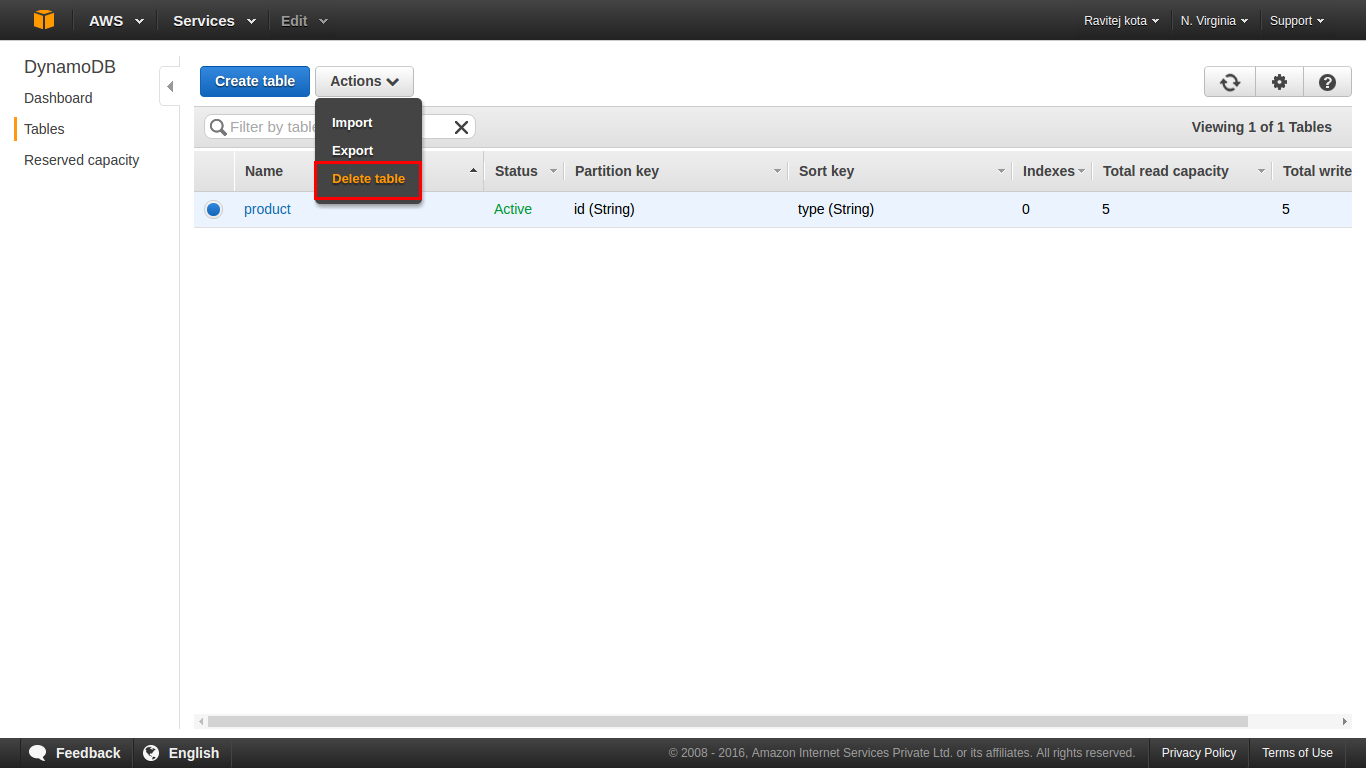 AWS Services Edit Ravitej kota N. Virginia Support
DynamoDB
Dashboard
Tables
Reserved capacity
Create table Actions
Import
Export
Delete table
Filter by table
Viewing 1 of 1 Tables
Name Status Partition key Sort key Indexes Total read capacity Total write
product Active id (String) type (String) 0 5 5
Feedback English © 2008 - 2016, Amazon Internet Services Private Ltd. or its affiliates. All rights reserved. Privacy Policy Terms of Use